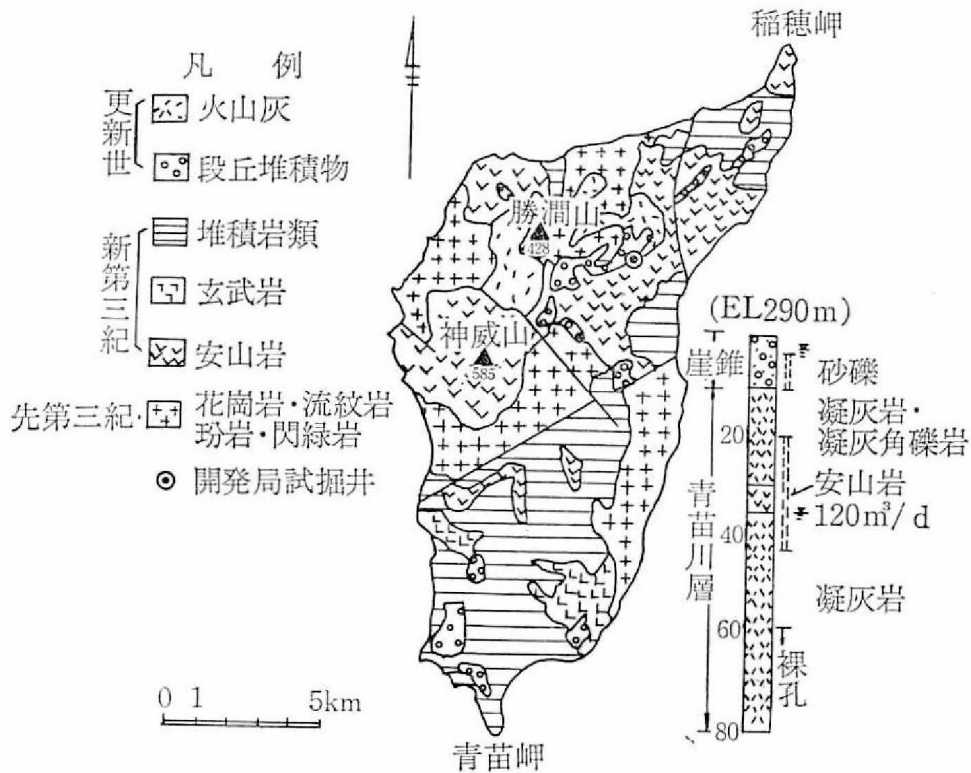 稲穂岬
凡 例
更新世
火山灰
段丘堆積物
新第三紀
堆積岩類
玄武岩
安山岩
先第三紀・
花崗岩・流紋岩
玢岩・閃緑岩
開発局試掘井
勝澗山
428
神威山
585
0 1 5km
青苗岬
(EL290m)
崖錐
砂礫
凝灰岩・
凝灰角礫岩
20
安山岩
120㎥/d
40
青苗川層
凝灰岩
60
裸孔
80